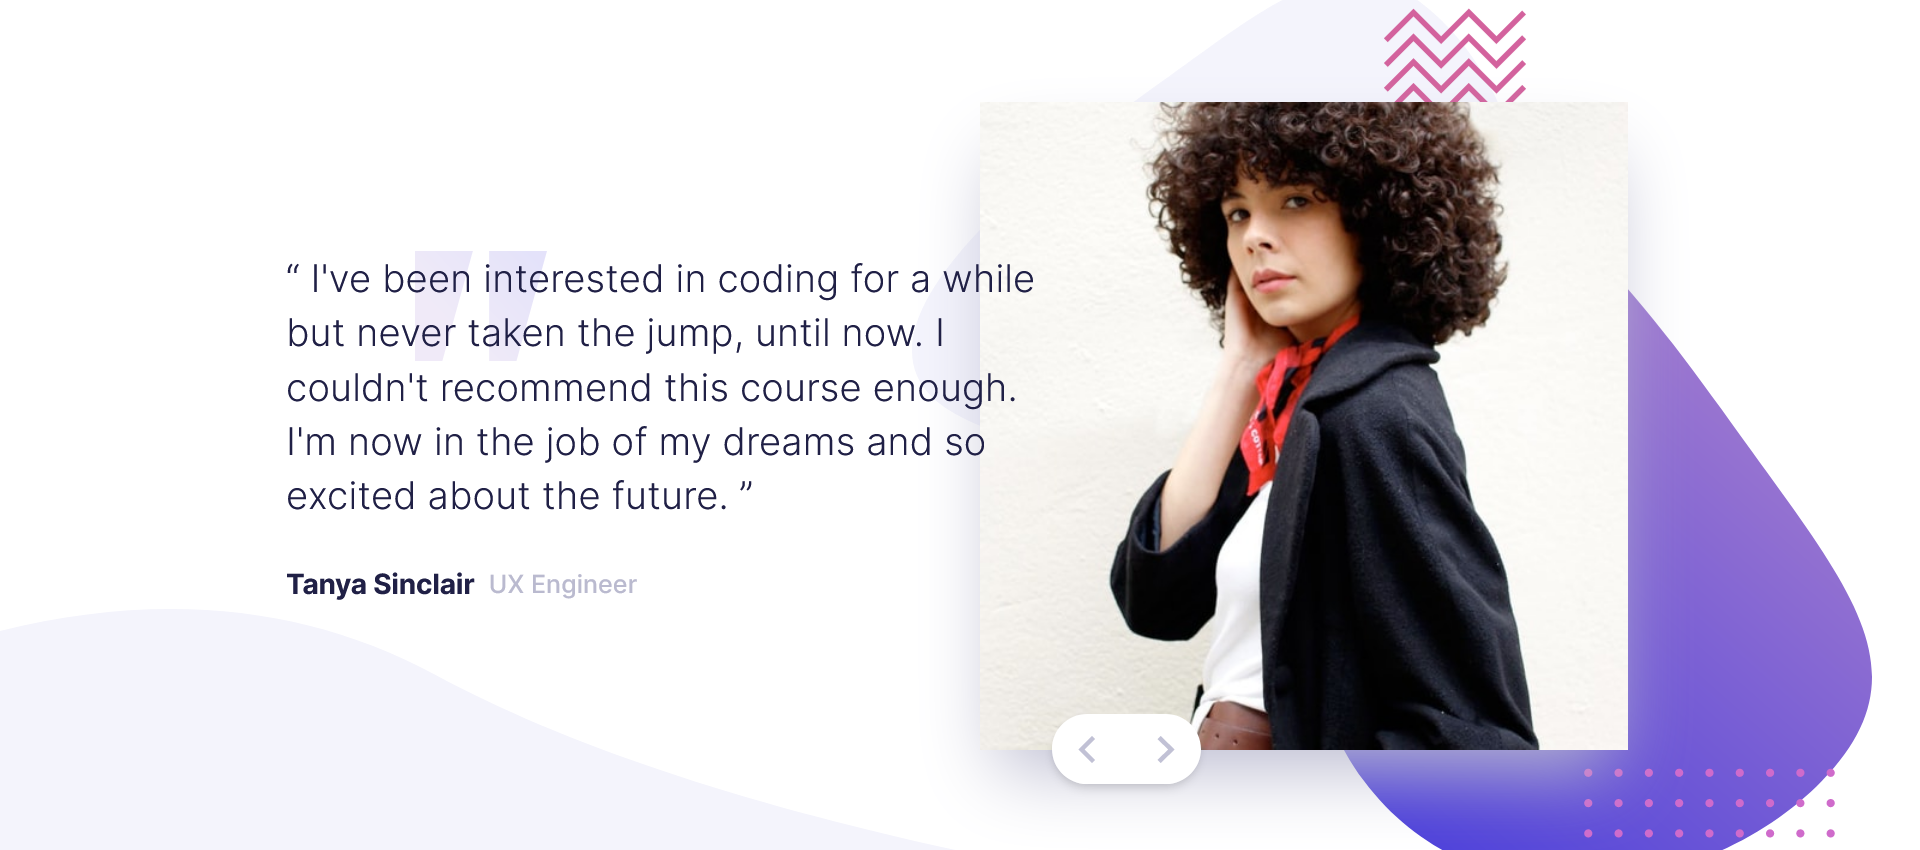 “ I've been interested in coding for a while
but never taken the jump, until now. I
couldn't recommend this course enough.
I'm now in the job of my dreams and so
excited about the future. ”
Tanya Sinclair UX Engineer